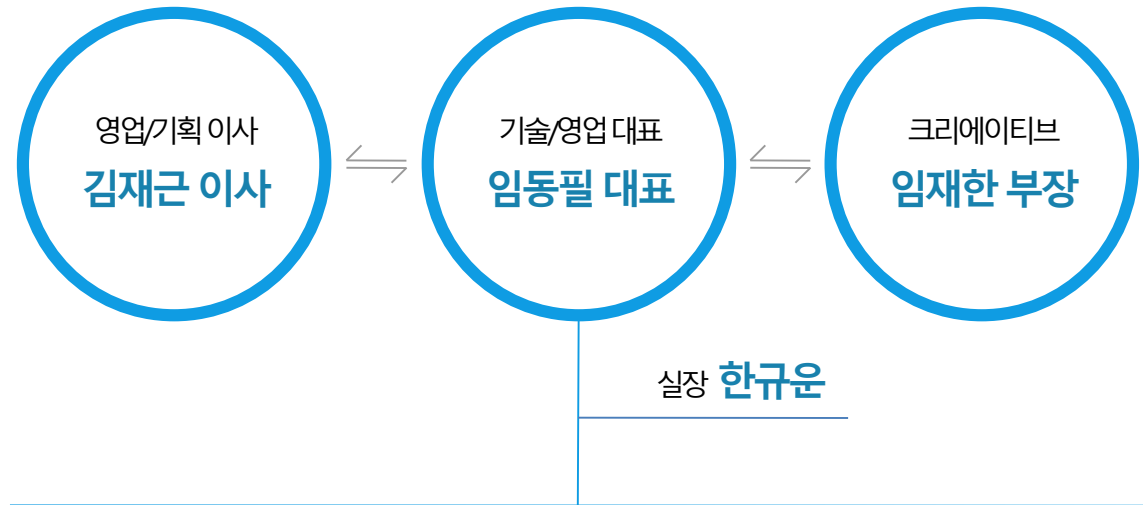 영업/기획 이사
김재근 이사
기술/영업 대표
임동필 대표
크리에이티브
임재한 부장
실장 한규운